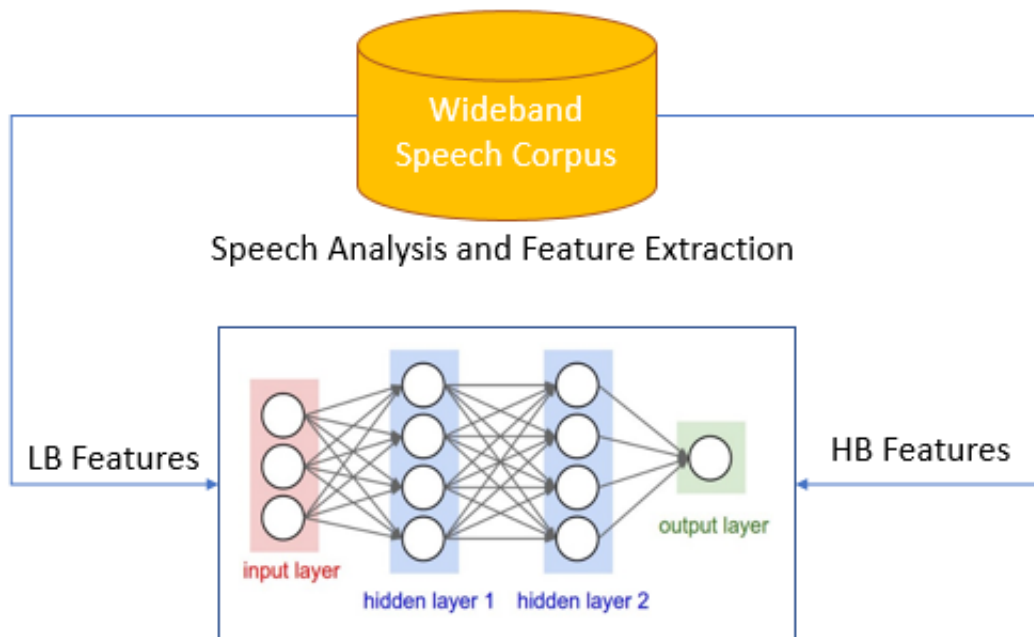 Wideband
Speech Corpus
Speech Analysis and Feature Extraction
LB Features
HB Features
input layer
hidden layer 1
hidden layer 2
output layer